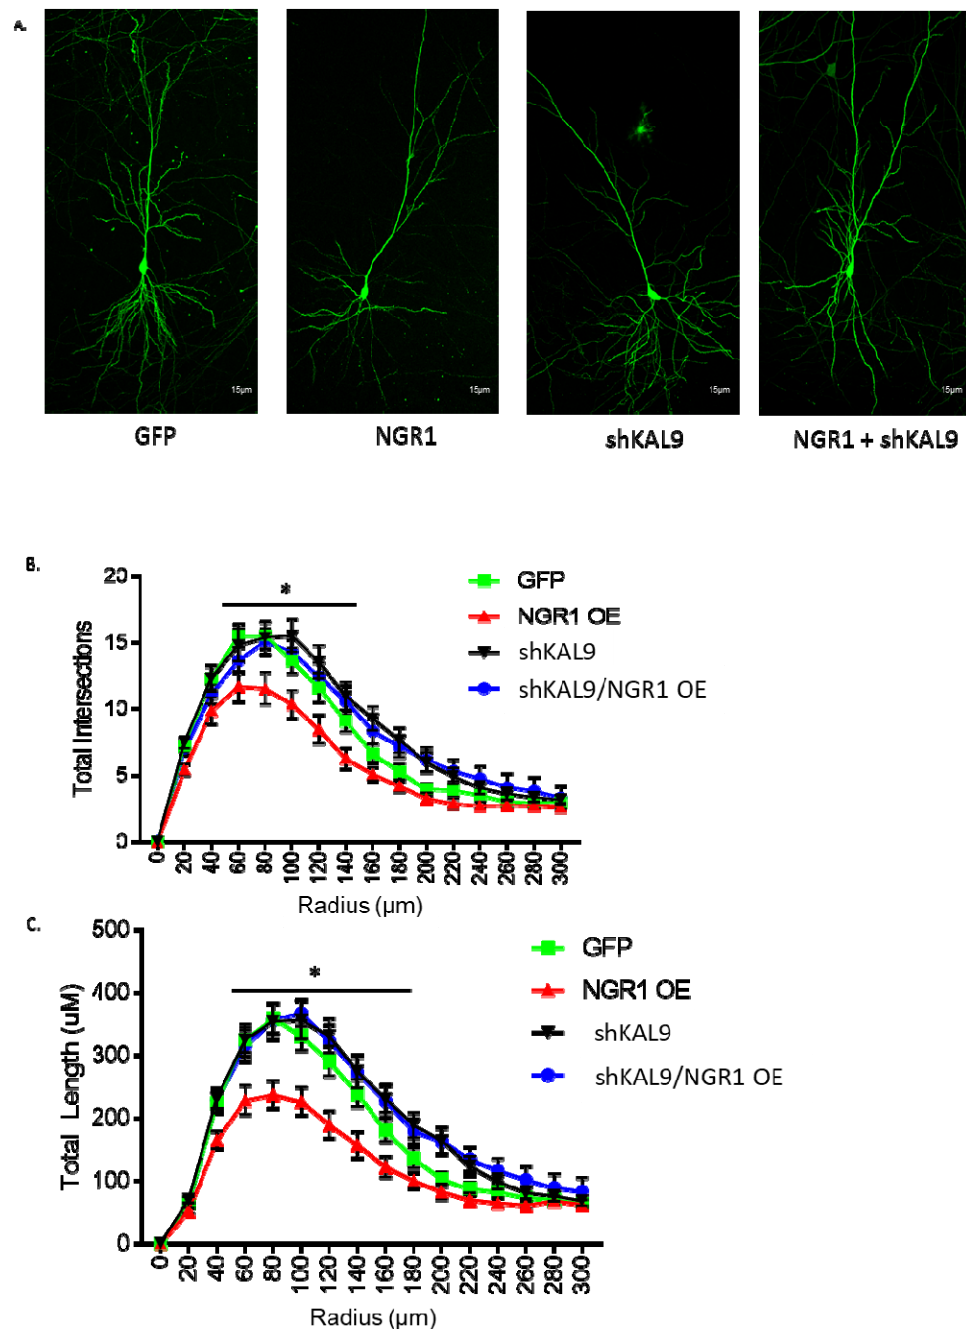 A.
15µm
15µm
15µm
15µm
GFP
NGR1
shKAL9
NGR1 + shKAL9
B.
Total Intersections
20
15
10
5
0
*
GFP
NGR1 OE
shKAL9
shKAL9/NGR1 OE
0 20 40 60 80 100 120 140 160 180 200 220 240 260 280 300
Radius (µm)
C.
Total Length (uM)
500
400
300
200
100
0
*
GFP
NGR1 OE
shKAL9
shKAL9/NGR1 OE
0 20 40 60 80 100 120 140 160 180 200 220 240 260 280 300
Radius (µm)